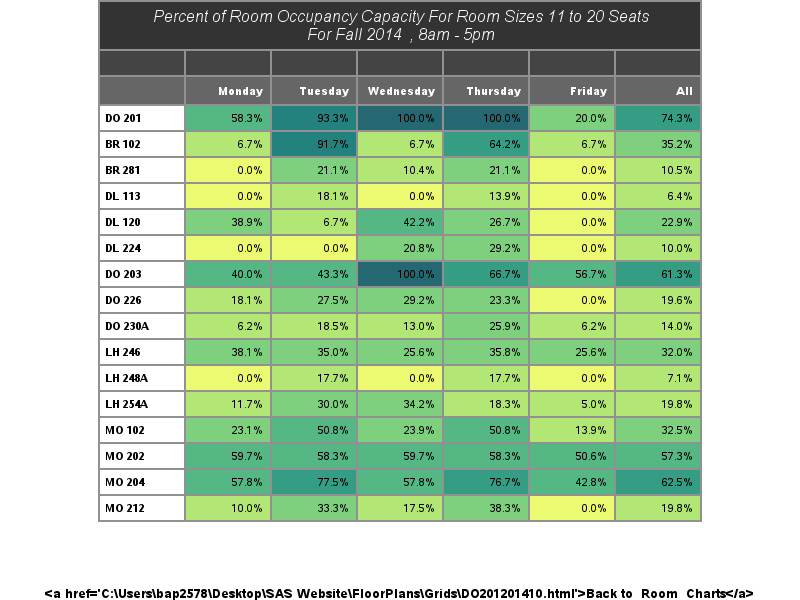 Percent of Room Occupancy Capacity For Room Sizes 11 to 20 Seats
For Fall 2014 , 8am - 5pm
Monday Tuesday Wednesday Thursday Friday All
DO 201 58.3% 93.3% 100.0% 100.0% 20.0% 74.3%
BR 102 6.7% 91.7% 6.7% 64.2% 6.7% 35.2%
BR 281 0.0% 21.1% 10.4% 21.1% 0.0% 10.5%
DL 113 0.0% 18.1% 0.0% 13.9% 0.0% 6.4%
DL 120 38.9% 6.7% 42.2% 26.7% 0.0% 22.9%
DL 224 0.0% 0.0% 20.8% 29.2% 0.0% 10.0%
DO 203 40.0% 43.3% 100.0% 66.7% 56.7% 61.3%
DO 226 18.1% 27.5% 29.2% 23.3% 0.0% 19.6%
DO 230A 6.2% 18.5% 13.0% 25.9% 6.2% 14.0%
LH 246 38.1% 35.0% 25.6% 35.8% 25.6% 32.0%
LH 248A 0.0% 17.7% 0.0% 17.7% 0.0% 7.1%
LH 254A 11.7% 30.0% 34.2% 18.3% 5.0% 19.8%
MO 102 23.1% 50.8% 23.9% 50.8% 13.9% 32.5%
MO 202 59.7% 58.3% 59.7% 58.3% 50.6% 57.3%
MO 204 57.8% 77.5% 57.8% 76.7% 42.8% 62.5%
MO 212 10.0% 33.3% 17.5% 38.3% 0.0% 19.8%
<a href='C:\Users\bap2578\Desktop\SAS Website\FloorPlans\Grids\DO201201410.html'>Back to Room Charts</a>